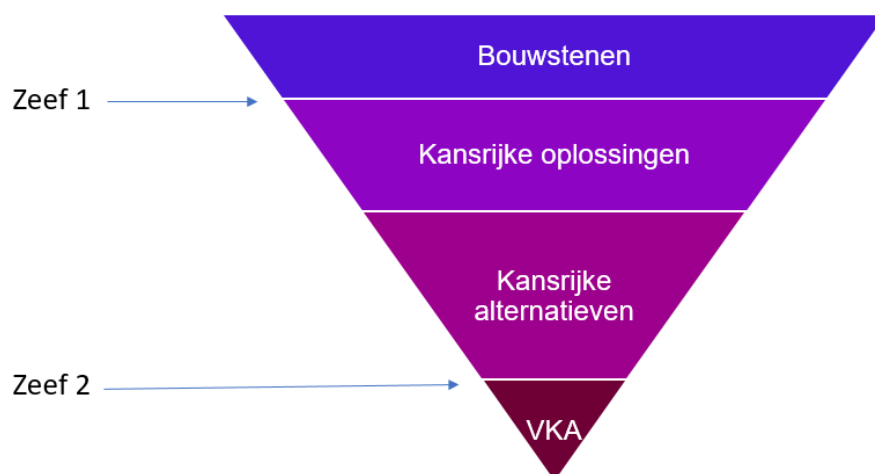 Bouwstenen
Zeef 1
Kansrijke oplossingen
Kansrijke
alternatieven
Zeef 2
VKA